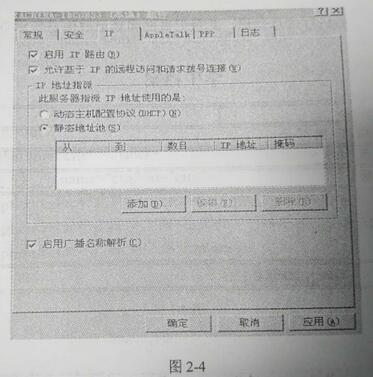 常规 安全 IP AppleTalk PPP 日志
启用 IP 路由(R)
允许基于 IP 的远程访问和请求拨号连接(W)
IP 地址指派
此服务器指派 IP 地址使用的是:
动态主机配置协议(DHCP)(H)
静态地址池(S)
从 到 数目 IP 地址 掩码
添加(D)... 编辑(E)... 删除
启用广播名称解析(C)
确定 取消 应用(A)
图 2-4